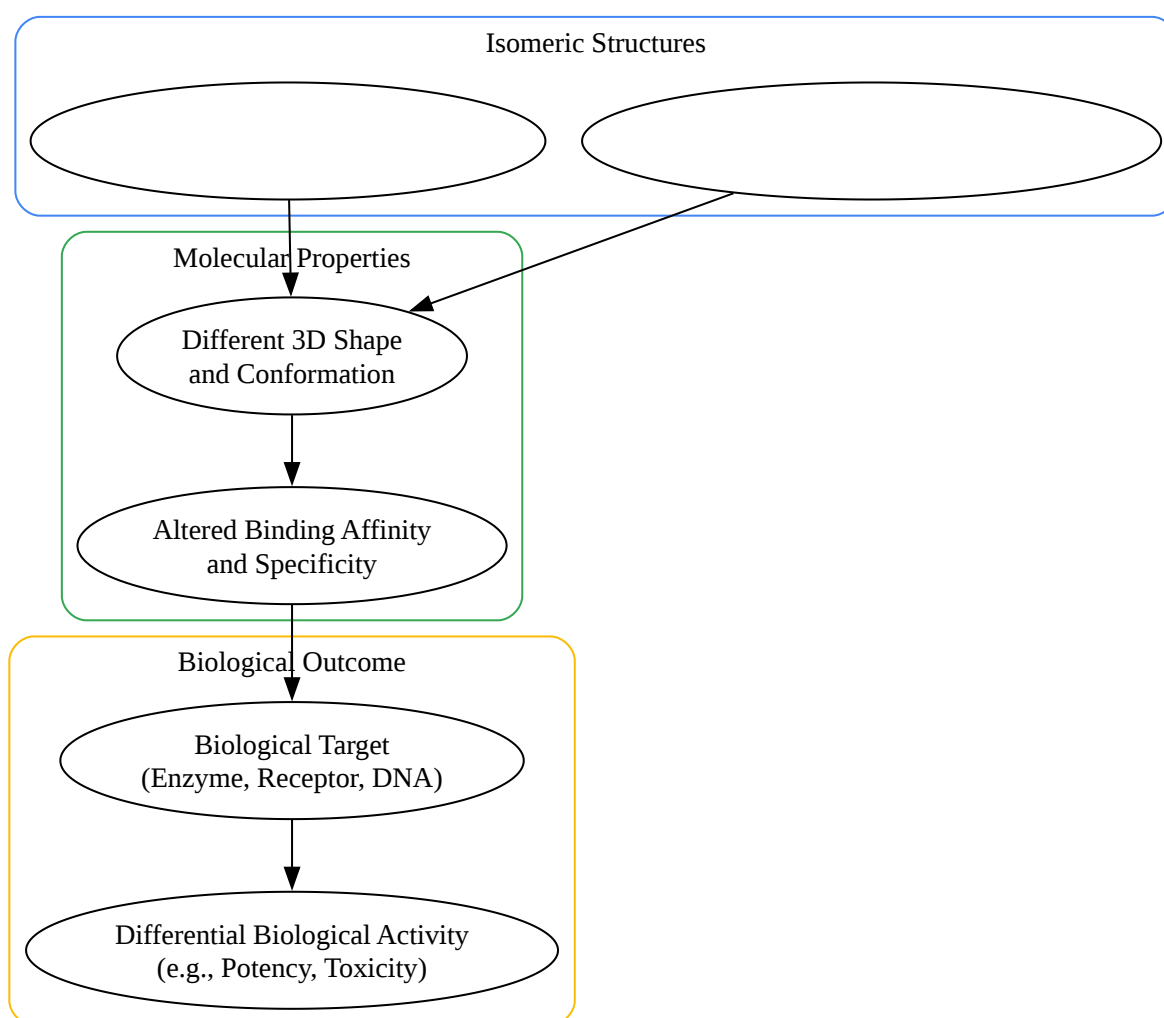 Isomeric Structures
Molecular Properties
Different 3D Shape
and Conformation
Altered Binding Affinity
and Specificity
Biological Outcome
Biological Target
(Enzyme, Receptor, DNA)
Differential Biological Activity
(e.g., Potency, Toxicity)